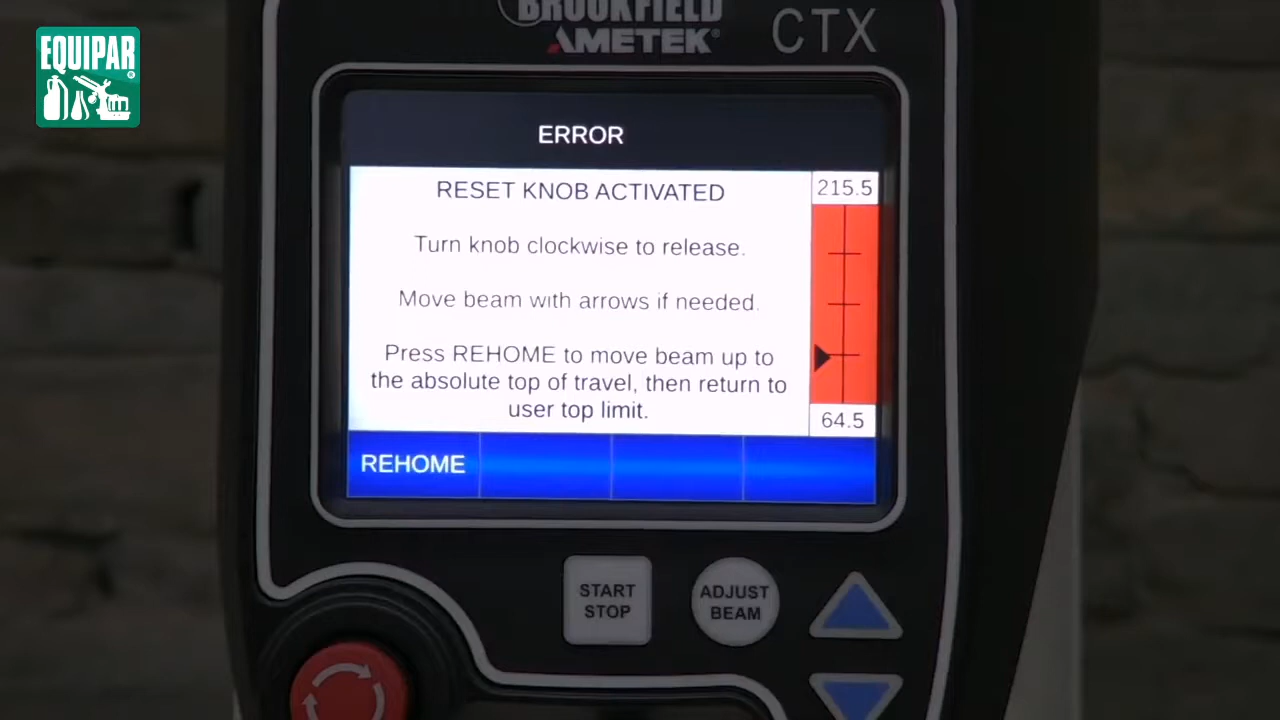 EQUIPAR
®
BROOKFIELD
AMETEK®
CTX
ERROR
RESET KNOB ACTIVATED
Turn knob clockwise to release.
Move beam with arrows if needed.
Press REHOME to move beam up to
the absolute top of travel, then return to
user top limit.
215.5
64.5
REHOME
START
STOP
ADJUST
BEAM